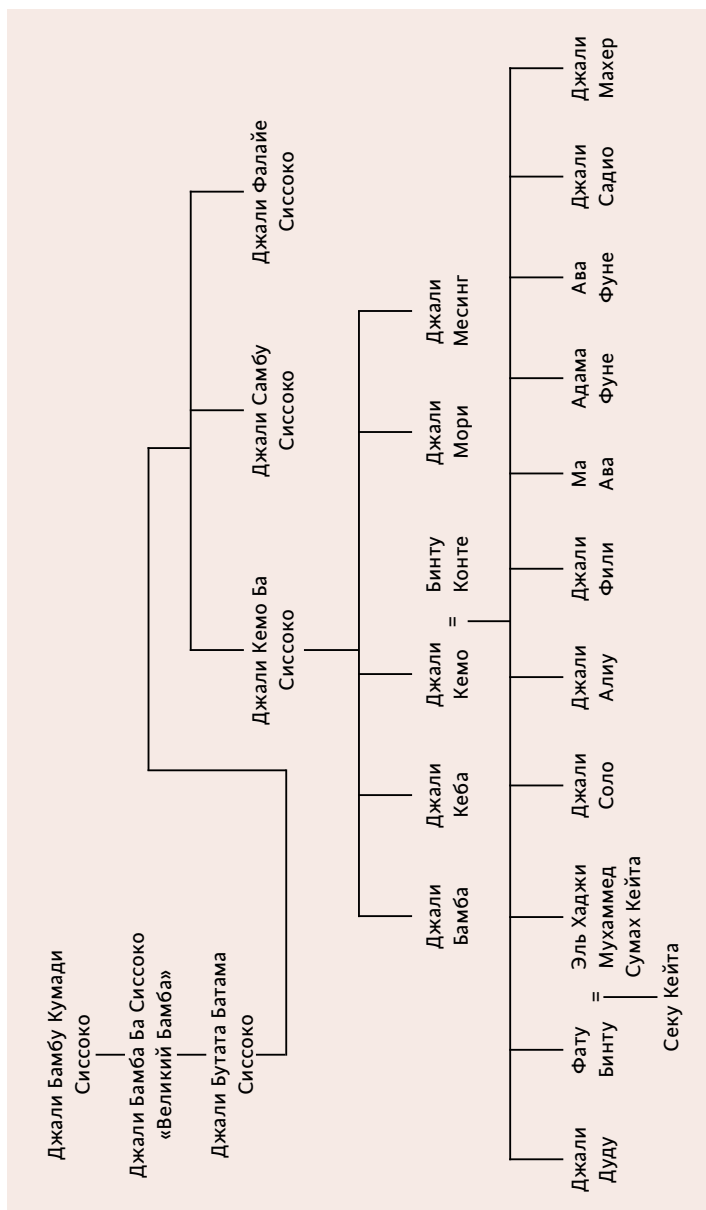 Джали Бамбу Кумади
Сиссоко
Джали Бамба Ба Сиссоко
«Великий Бамба»
Джали Бутата Батама
Сиссоко
Джали Кемо Ба
Сиссоко
Джали Самбу
Сиссоко
Джали Фалайе
Сиссоко
Джали
Бамба
Джали
Кеба
Джали
Кемо
=
Бинту
Конте
Джали
Мори
Джали
Месинг
Джали
Дуду
Фату
Бинту
=
Эль Хаджи
Мухаммед
Сумах Кейта
Секу Кейта
Джали
Соло
Джали
Алиу
Джали
Фили
Ма
Ава
Адама
Фуне
Ава
Фуне
Джали
Садио
Джали
Махер